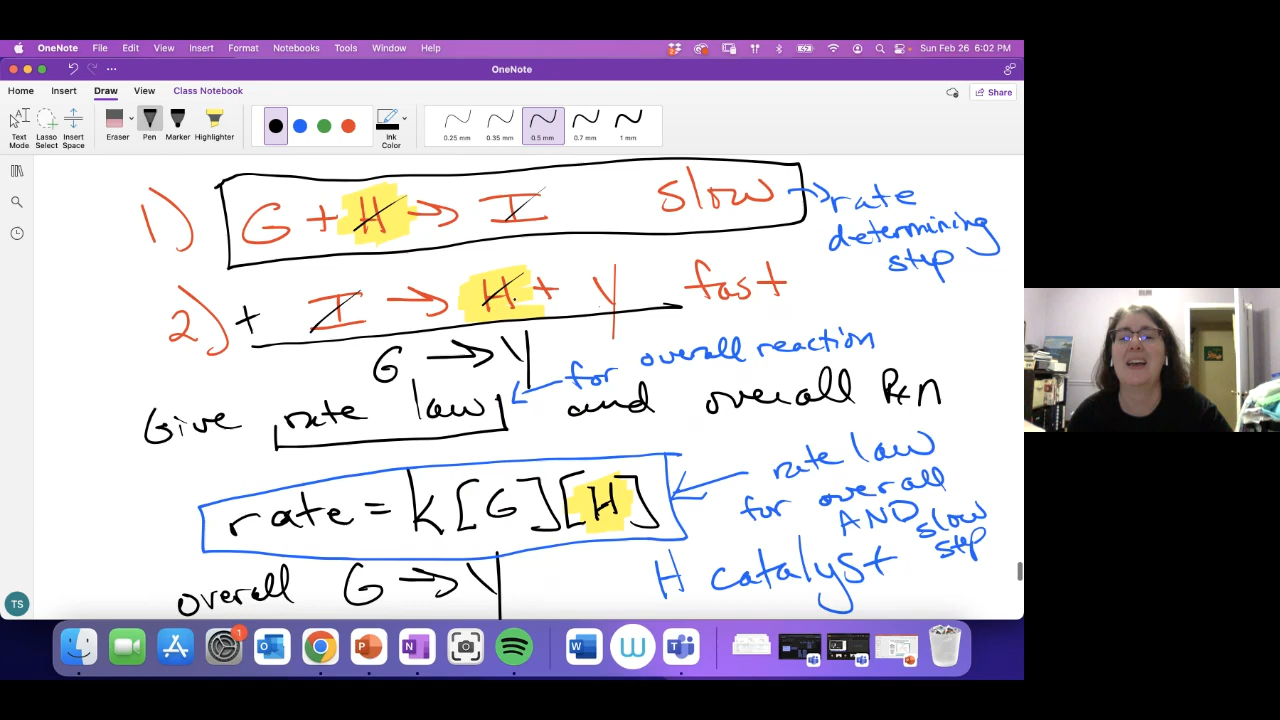 OneNote File Edit View Insert Format Notebooks Tools Window Help Sun Feb 26 6:02 PM
OneNote
Home Insert Draw View Class Notebook Share
Text Mode Lasso Select Insert Space Eraser Pen Marker Highlighter Ink Color 0.25 mm 0.35 mm 0.5 mm 0.7 mm 1 mm
1) G + H → I slow → rate determining step
2) + I → H + Y fast
G → Y
for overall reaction
Give rate law and overall Rxn
rate = k[G][H]
rate law for overall AND slow step
H catalyst
overall G → Y
TS
1